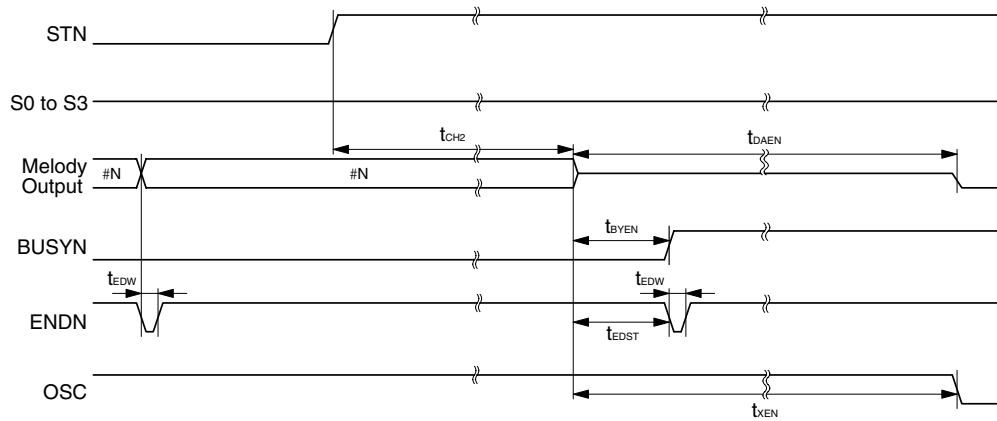 STN
S0 to S3
tCH2
tDAEN
Melody
Output
#N
#N
BUSYN
tBYEN
tEDW
tEDW
ENDN
tEDST
OSC
tXEN